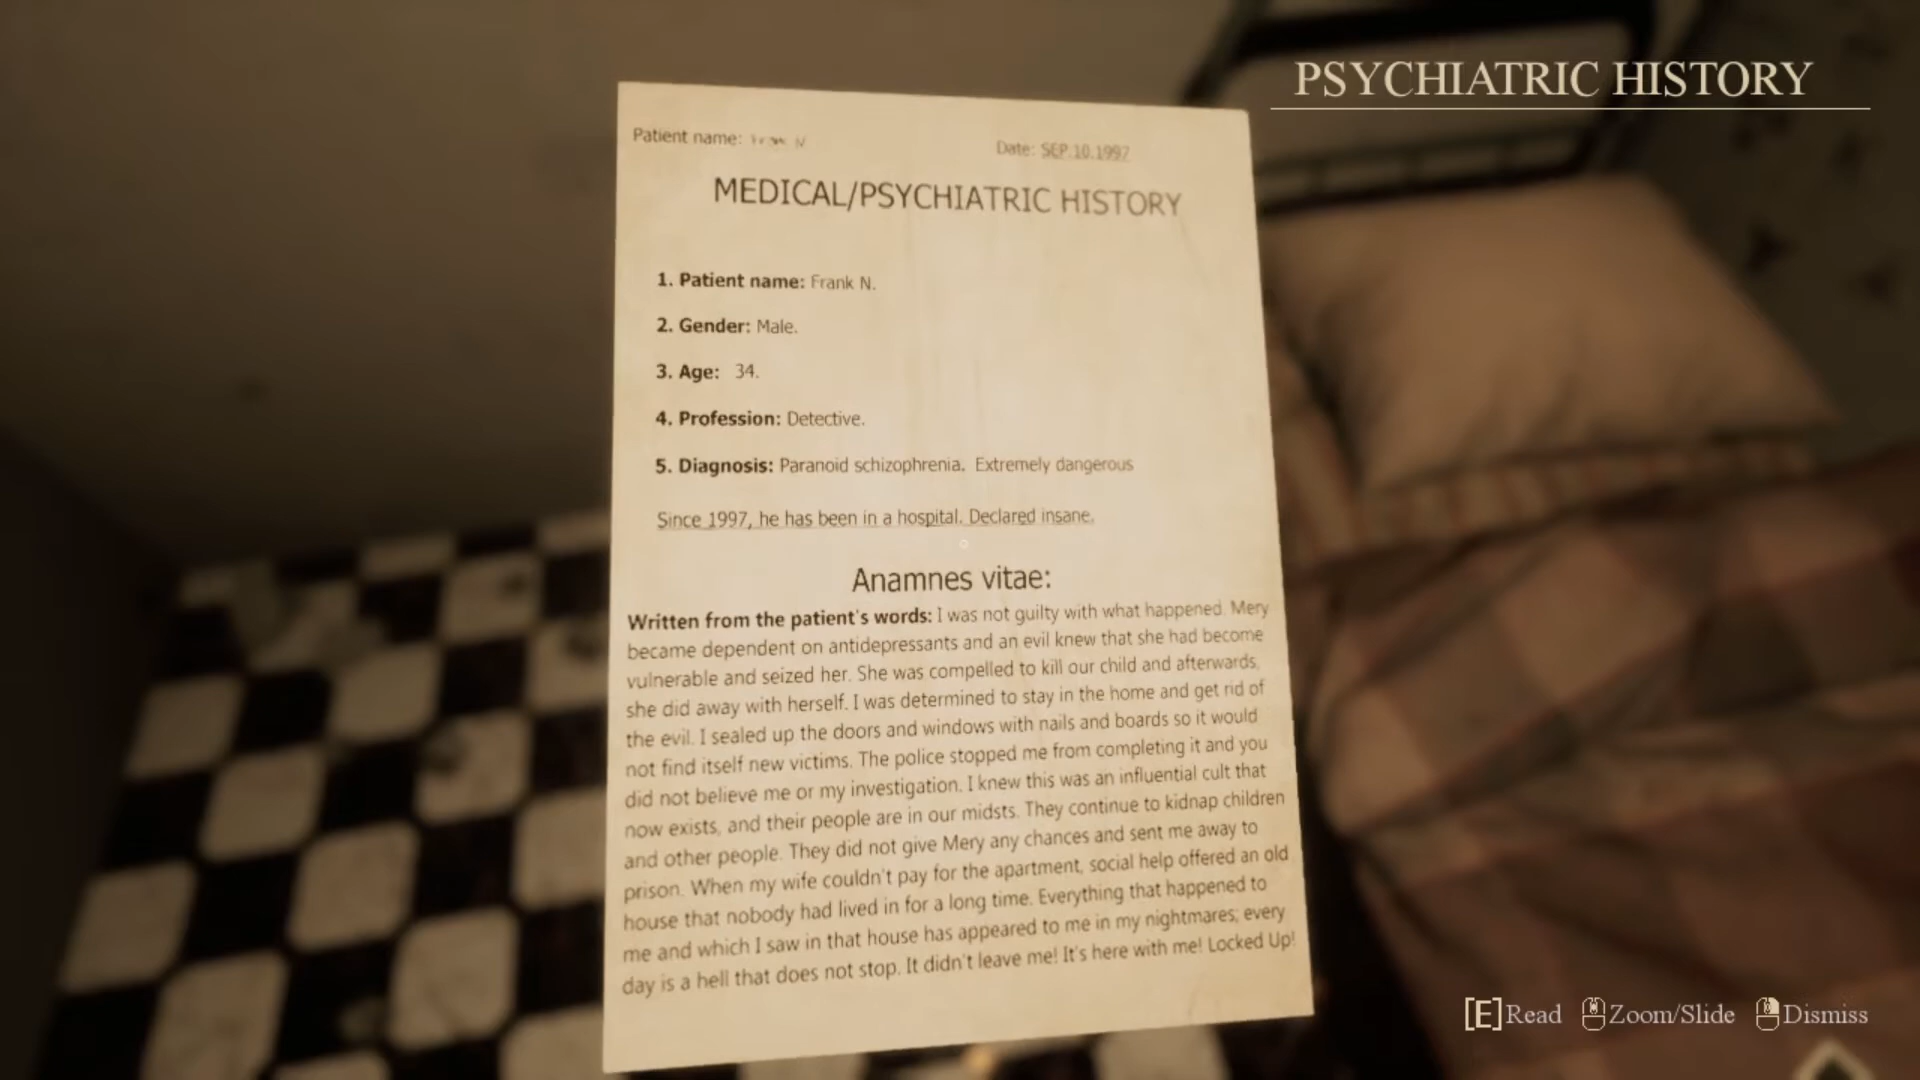 PSYCHIATRIC HISTORY
Patient name: Frank N
Date: SEP.10.1997
MEDICAL/PSYCHIATRIC HISTORY
1. Patient name: Frank N.
2. Gender: Male.
3. Age: 34.
4. Profession: Detective.
5. Diagnosis: Paranoid schizophrenia. Extremely dangerous
Since 1997, he has been in a hospital. Declared insane.
Anamnes vitae:
Written from the patient's words: I was not guilty with what happened. Mery
became dependent on antidepressants and an evil knew that she had become
vulnerable and seized her. She was compelled to kill our child and afterwards,
she did away with herself. I was determined to stay in the home and get rid of
the evil. I sealed up the doors and windows with nails and boards so it would
not find itself new victims. The police stopped me from completing it and you
did not believe me or my investigation. I knew this was an influential cult that
now exists, and their people are in our midsts. They continue to kidnap children
and other people. They did not give Mery any chances and sent me away to
prison. When my wife couldn't pay for the apartment, social help offered an old
house that nobody had lived in for a long time. Everything that happened to
me and which I saw in that house has appeared to me in my nightmares; every
day is a hell that does not stop. It didn't leave me! It's here with me! Locked Up!
[E]Read Zoom/Slide Dismiss